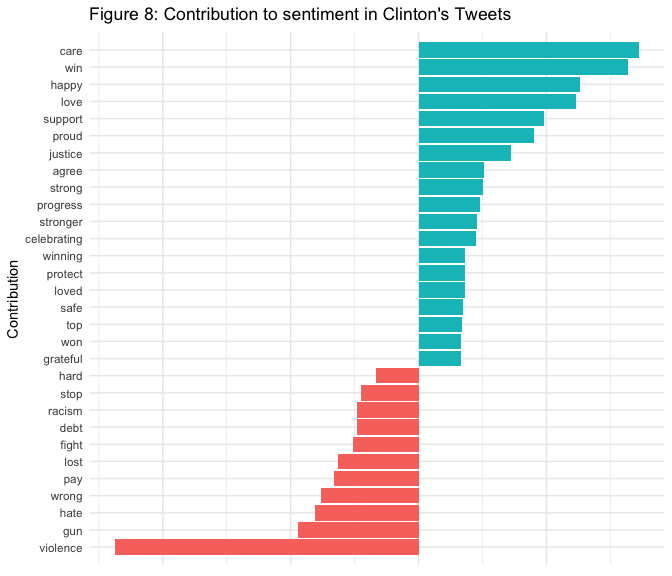 Figure 8: Contribution to sentiment in Clinton's Tweets
care
win
happy
love
support
proud
justice
agree
strong
progress
stronger
celebrating
winning
protect
loved
safe
top
won
grateful
hard
stop
racism
debt
fight
lost
pay
wrong
hate
gun
violence
Contribution